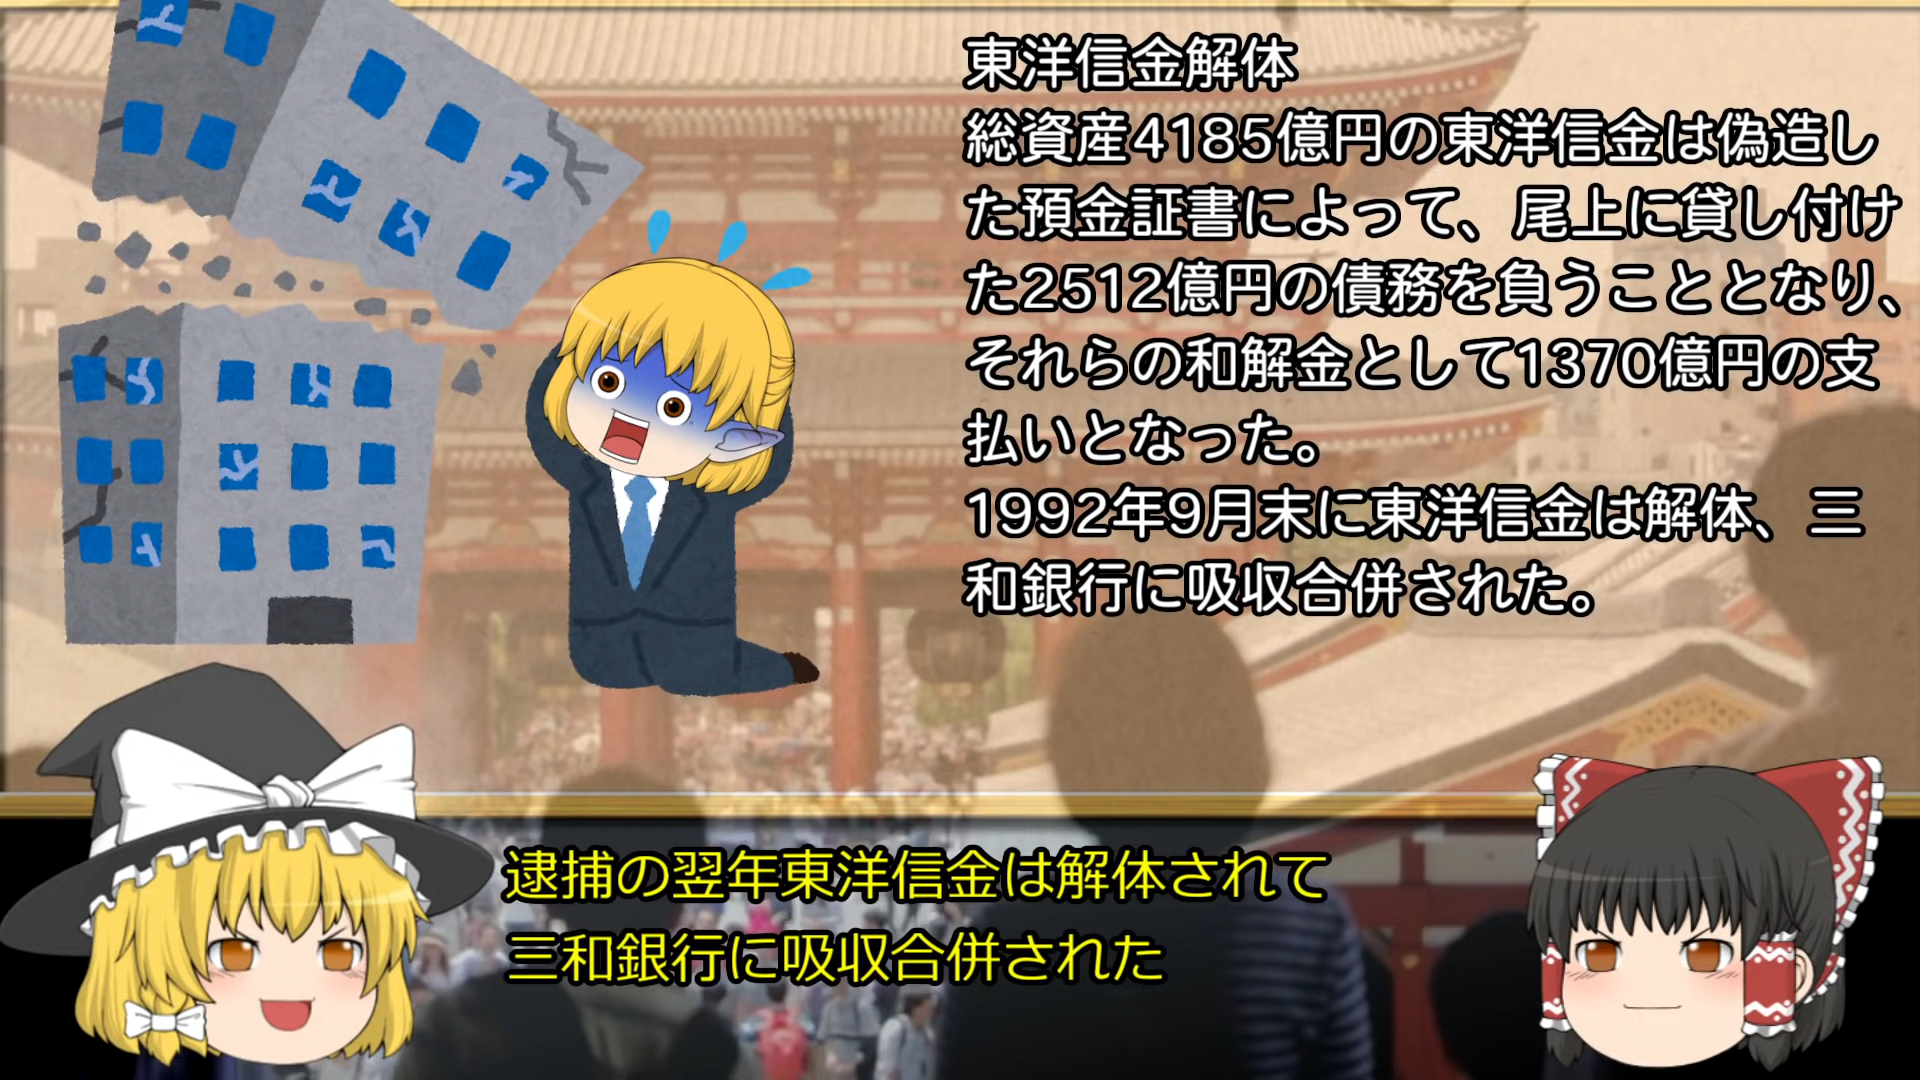 東洋信金解体
総資産4185億円の東洋信金は偽造し
た預金証書によって、尾上に貸し付け
た2512億円の債務を負うこととなり、
それらの和解金として1370億円の支
払いとなった。
1992年9月末に東洋信金は解体、三
和銀行に吸収合併された。
逮捕の翌年東洋信金は解体されて
三和銀行に吸収合併された